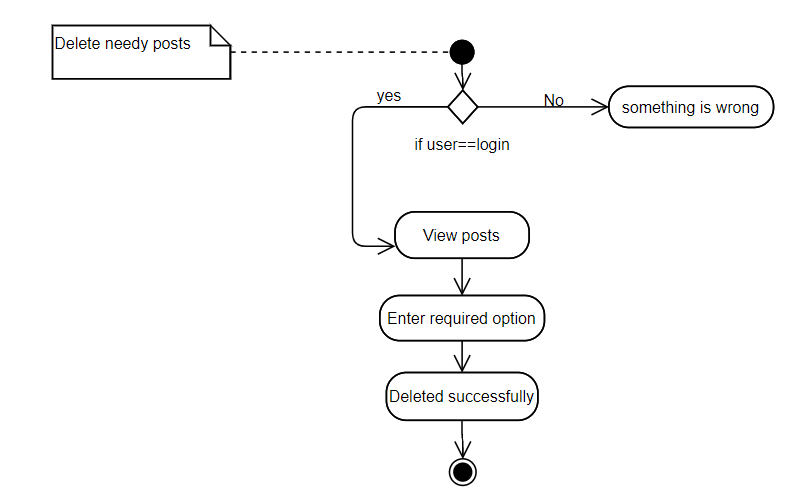 Delete needy posts
yes
No
something is wrong
if user==login
View posts
Enter required option
Deleted successfully